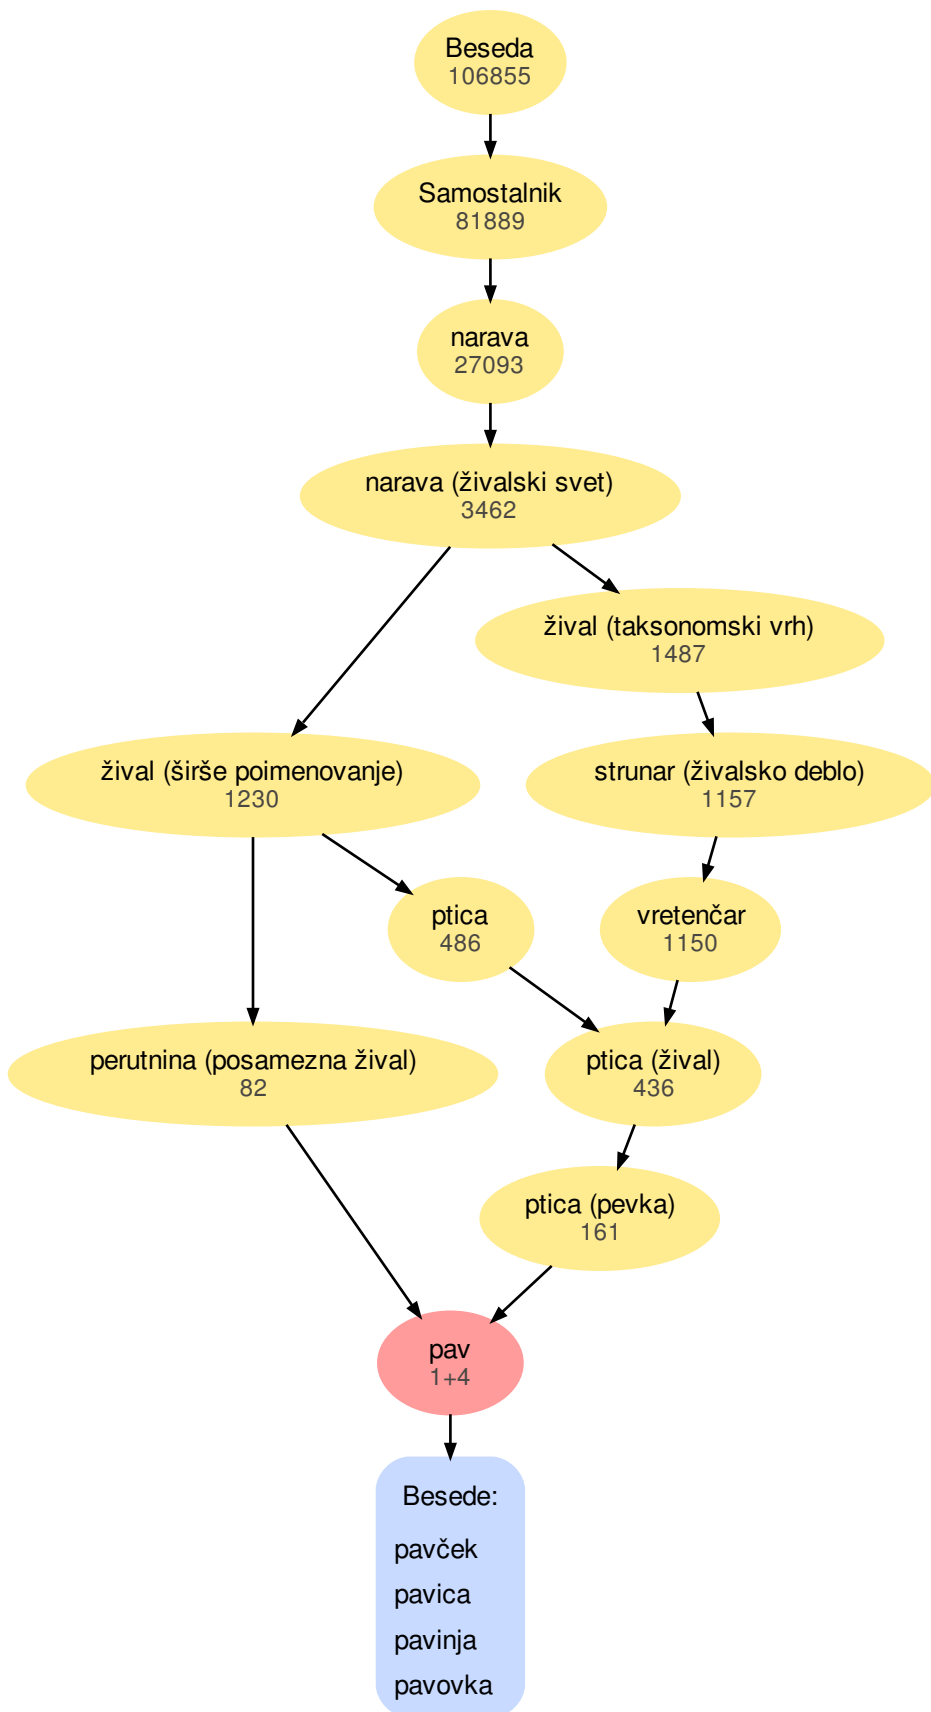 Beseda
106855
Samostalnik
81889
narava
27093
narava (živalski svet)
3462
žival (taksonomski vrh)
1487
žival (širše poimenovanje)
1230
strunar (živalsko deblo)
1157
ptica
486
vretenčar
1150
perutnina (posamezna žival)
82
ptica (žival)
436
ptica (pevka)
161
pav
1+4
Besede:
pavček
pavica
pavinja
pavovka